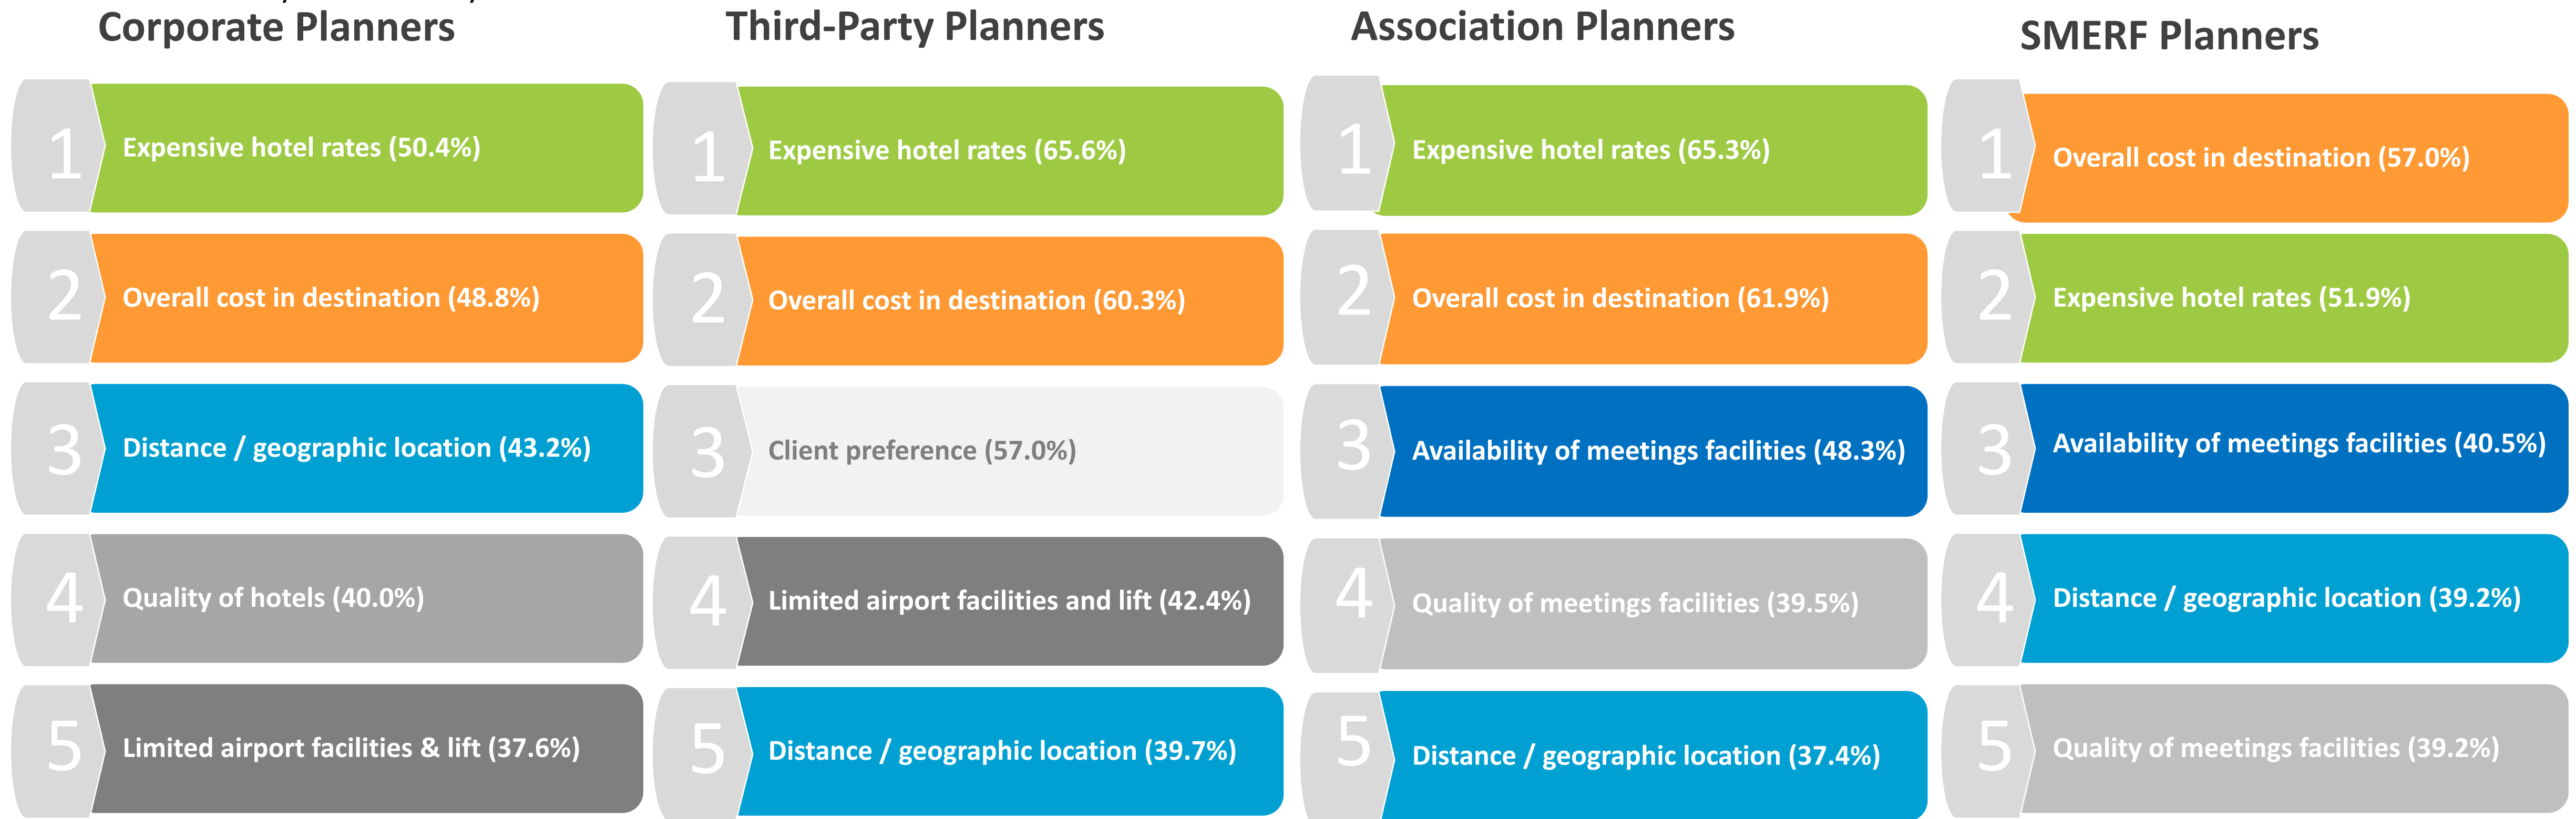 Corporate Planners
1
Expensive hotel rates (50.4%)
2
Overall cost in destination (48.8%)
3
Distance / geographic location (43.2%)
4
Quality of hotels (40.0%)
5
Limited airport facilities & lift (37.6%)
Third-Party Planners
1
Expensive hotel rates (65.6%)
2
Overall cost in destination (60.3%)
3
Client preference (57.0%)
4
Limited airport facilities and lift (42.4%)
5
Distance / geographic location (39.7%)
Association Planners
1
Expensive hotel rates (65.3%)
2
Overall cost in destination (61.9%)
3
Availability of meetings facilities (48.3%)
4
Quality of meetings facilities (39.5%)
5
Distance / geographic location (37.4%)
SMERF Planners
1
Overall cost in destination (57.0%)
2
Expensive hotel rates (51.9%)
3
Availability of meetings facilities (40.5%)
4
Distance / geographic location (39.2%)
5
Quality of meetings facilities (39.2%)